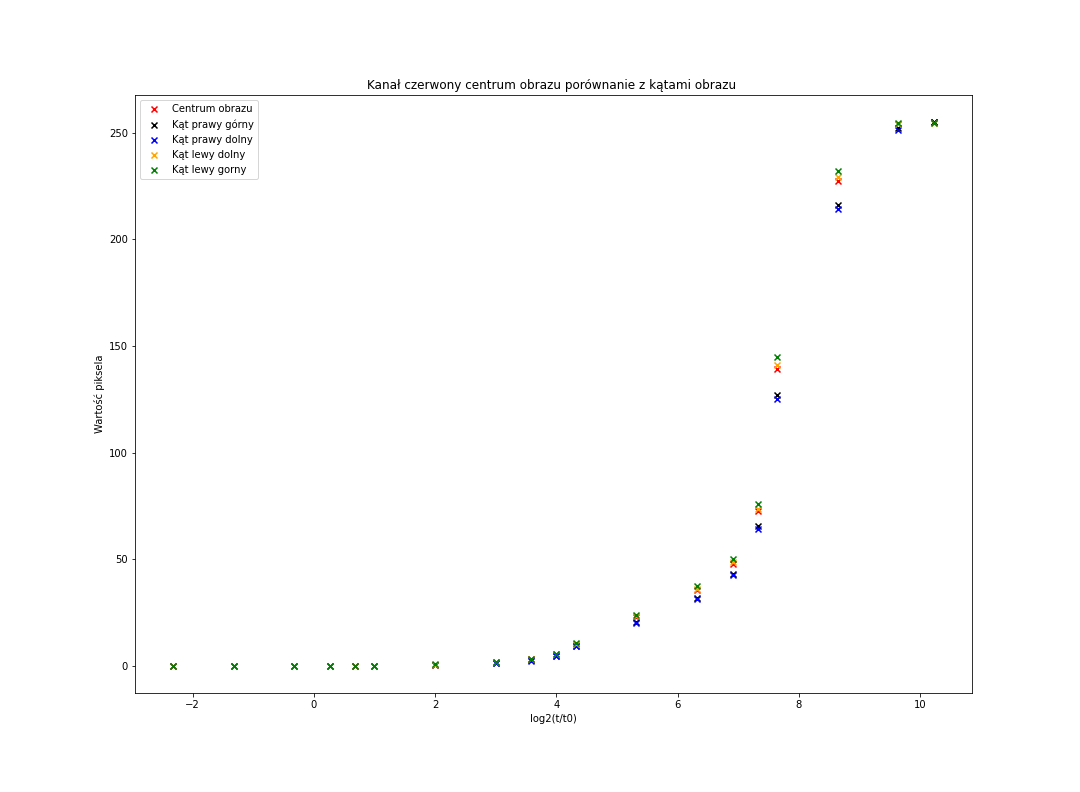 Kanał czerwony centrum obrazu porównanie z kątami obrazu
Centrum obrazu
Kąt prawy górny
Kąt prawy dolny
Kąt lewy dolny
Kąt lewy gorny
Wartość piksela
250
200
150
100
50
0
−2
0
2
4
6
8
10
log2(t/t0)